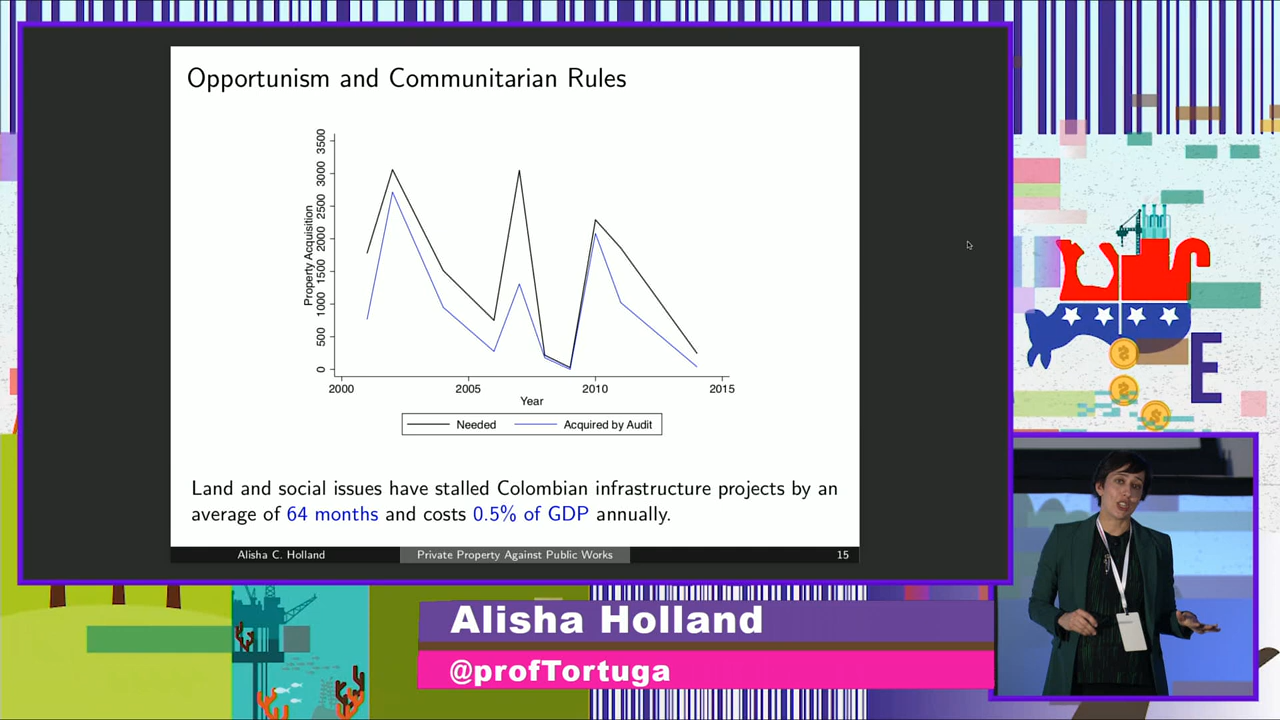 Opportunism and Communitarian Rules
Property Acquisition
0 500 1000 1500 2000 2500 3000 3500
2000 2005 2010 2015
Year
Needed Acquired by Audit
Land and social issues have stalled Colombian infrastructure projects by an
average of 64 months and costs 0.5% of GDP annually.
Alisha C. Holland Private Property Against Public Works 15
E
Alisha Holland
@profTortuga